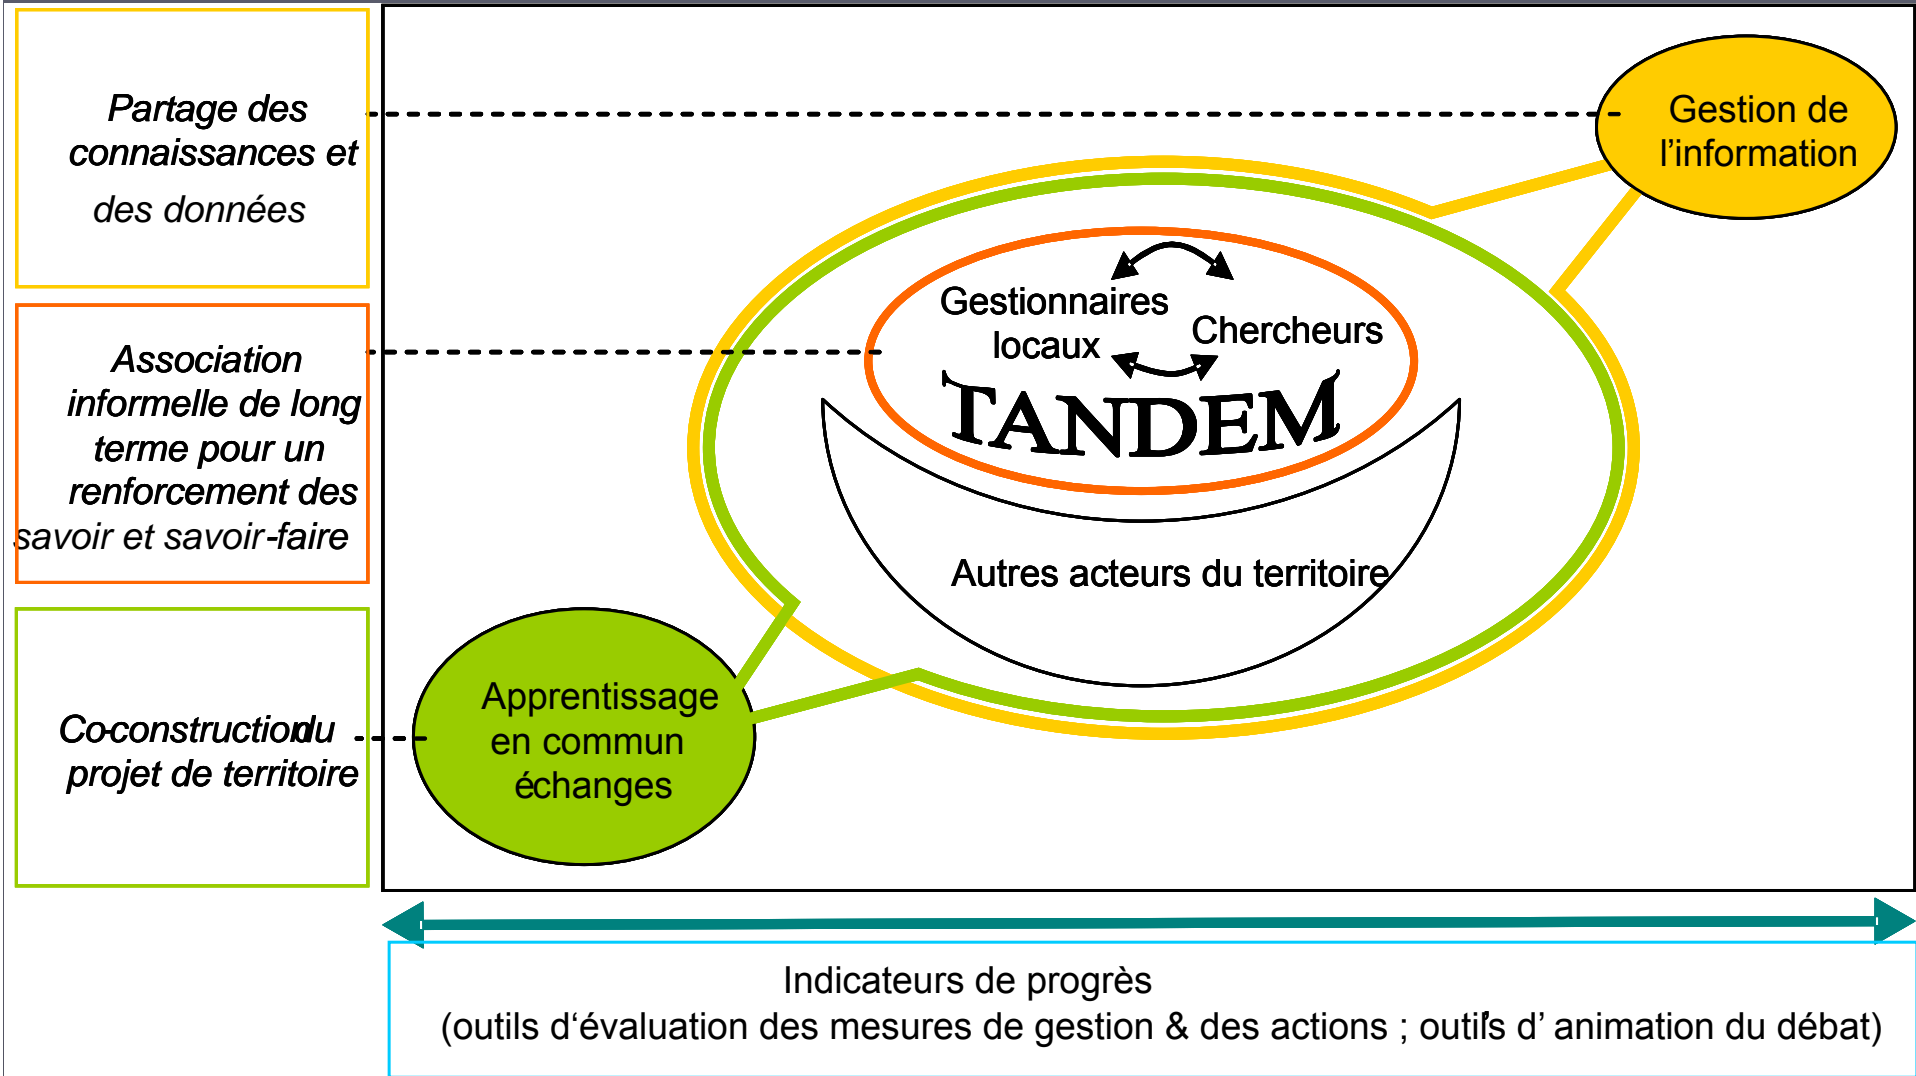 Partage des
connaissances et
des données
Gestion de
l'information
Association
informelle de long
terme pour un
renforcement des
savoir et savoir-faire
Gestionnaires
locaux
Chercheurs
TANDEM
Autres acteurs du territoire
Co-construction du
projet de territoire
Apprentissage
en commun
échanges
Indicateurs de progrès
(outils d‘évaluation des mesures de gestion & des actions ; outils d’ animation du débat)